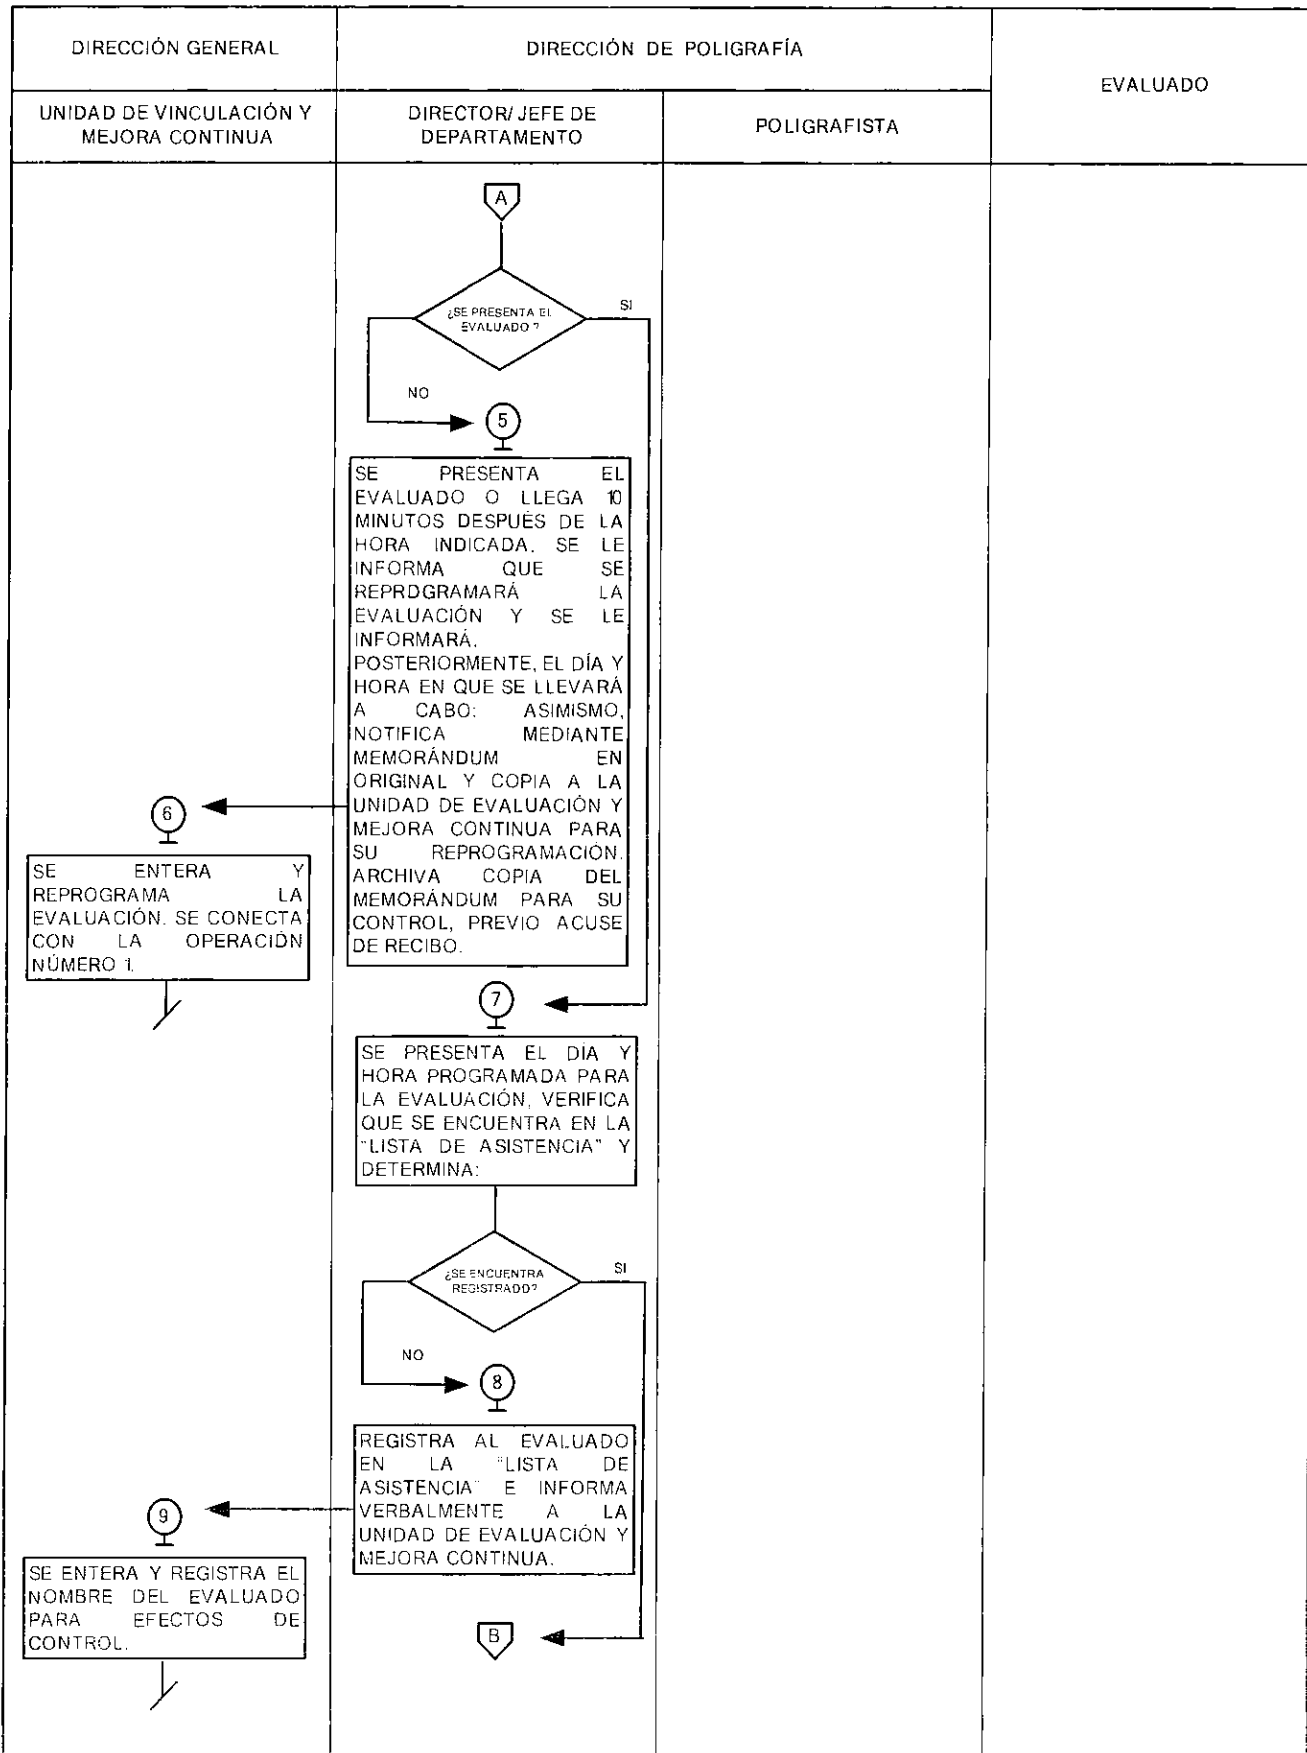 DIRECCIÓN GENERAL
DIRECCIÓN DE POLIGRAFÍA
EVALUADO
UNIDAD DE VINCULACIÓN Y
MEJORA CONTINUA
DIRECTOR/JEFE DE
DEPARTAMENTO
POLIGRAFISTA
A
¿SE PRESENTA EL
EVALUADO ?
SI
NO
5
SE PRESENTA EL
EVALUADO O LLEGA 10
MINUTOS DESPUÉS DE LA
HORA INDICADA. SE LE
INFORMA QUE SE
REPROGRAMARÁ LA
EVALUACIÓN Y SE LE
INFORMARÁ.
POSTERIORMENTE, EL DÍA Y
HORA EN QUE SE LLEVARÁ
A CABO: ASIMISMO,
NOTIFICA MEDIANTE
MEMORÁNDUM EN
ORIGINAL Y COPIA A LA
UNIDAD DE EVALUACIÓN Y
MEJORA CONTINUA PARA
SU REPROGRAMACIÓN.
ARCHIVA COPIA DEL
MEMORÁNDUM PARA SU
CONTROL, PREVIO ACUSE
DE RECIBO.
6
SE ENTERA Y
REPROGRAMA LA
EVALUACIÓN. SE CONECTA
CON LA OPERACIÓN
NÚMERO 1.
7
SE PRESENTA EL DÍA Y
HORA PROGRAMADA PARA
LA EVALUACIÓN, VERIFICA
QUE SE ENCUENTRA EN LA
"LISTA DE ASISTENCIA" Y
DETERMINA:
¿SE ENCUENTRA
REGISTRADO?
SI
NO
8
REGISTRA AL EVALUADO
EN LA "LISTA DE
ASISTENCIA" E INFORMA
VERBALMENTE A LA
UNIDAD DE EVALUACIÓN Y
MEJORA CONTINUA.
9
SE ENTERA Y REGISTRA EL
NOMBRE DEL EVALUADO
PARA EFECTOS DE
CONTROL.
B